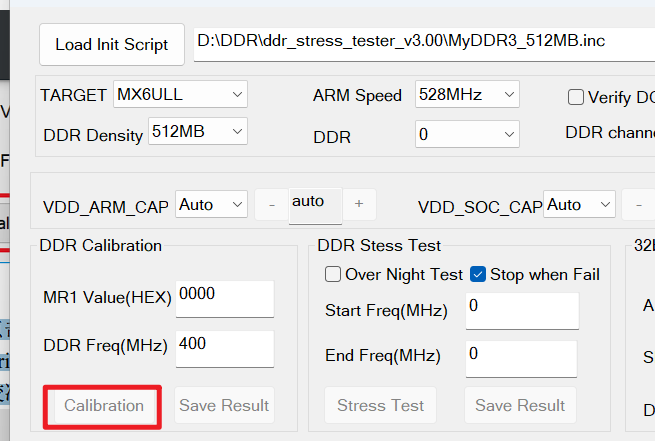 Load Init Script D:\DDR\ddr_stress_tester_v3.00\MyDDR3_512MB.inc
TARGET MX6ULL ARM Speed 528MHz Verify DC
DDR Density 512MB DDR 0 DDR chann
VDD_ARM_CAP Auto - auto + VDD_SOC_CAP Auto -
DDR Calibration DDR Stess Test 32
Over Night Test Stop when Fail
MR1 Value(HEX) 0000 Start Freq(MHz) 0
DDR Freq(MHz) 400 End Freq(MHz) 0
Calibration Save Result Stress Test Save Result